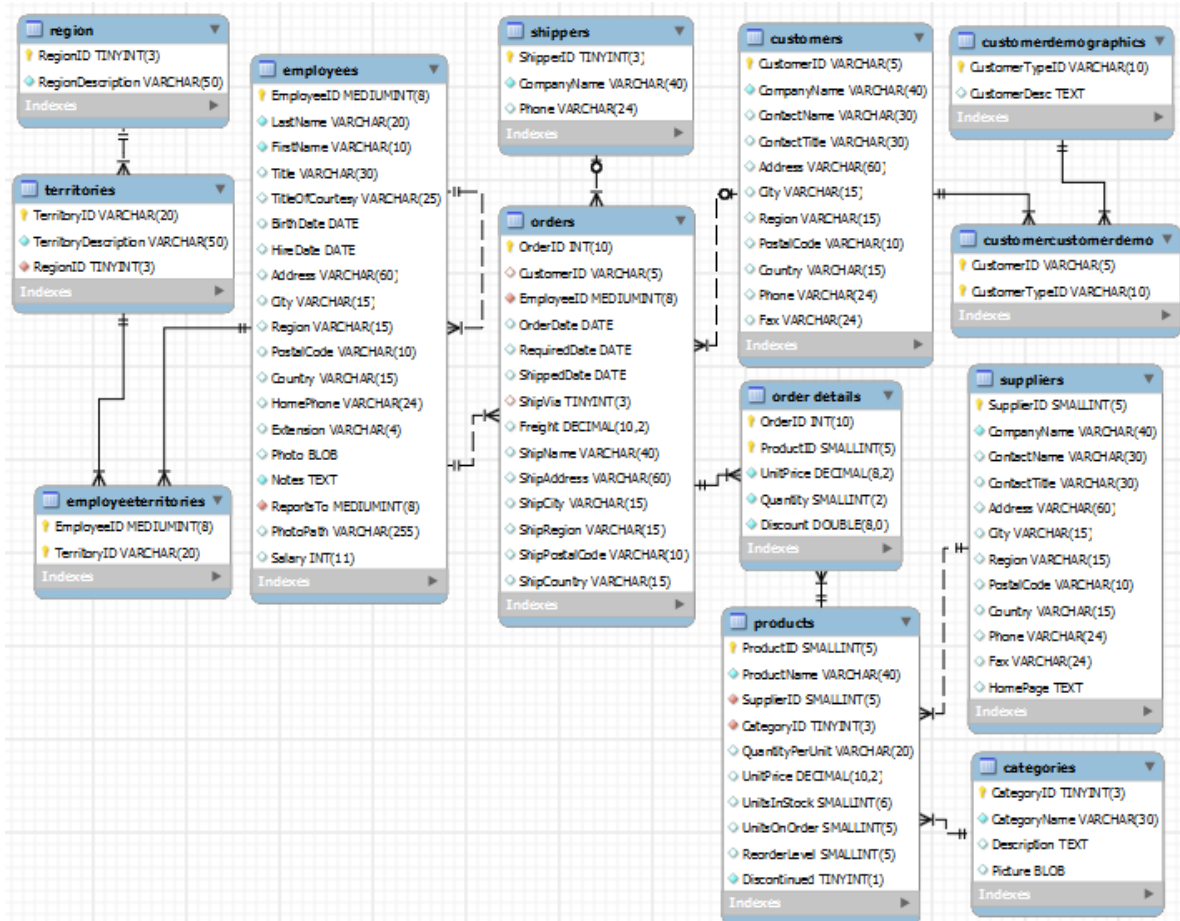 region
RegionID TINYINT(3)
RegionDescription VARCHAR(50)
Indexes
territories
TerritoryID VARCHAR(20)
TerritoryDescription VARCHAR(50)
RegionID TINYINT(3)
Indexes
employeeterritories
EmployeeID MEDIUMINT(8)
TerritoryID VARCHAR(20)
Indexes
employees
EmployeeID MEDIUMINT(8)
LastName VARCHAR(20)
FirstName VARCHAR(10)
Title VARCHAR(30)
TitleOfCourtesy VARCHAR(25)
BirthDate DATE
HireDate DATE
Address VARCHAR(60)
City VARCHAR(15)
Region VARCHAR(15)
PostalCode VARCHAR(10)
Country VARCHAR(15)
HomePhone VARCHAR(24)
Extension VARCHAR(4)
Photo BLOB
Notes TEXT
ReportsTo MEDIUMINT(8)
PhotoPath VARCHAR(255)
Salary INT(11)
Indexes
shippers
ShipperID TINYINT(3)
CompanyName VARCHAR(40)
Phone VARCHAR(24)
Indexes
orders
OrderID INT(10)
CustomerID VARCHAR(5)
EmployeeID MEDIUMINT(8)
OrderDate DATE
RequiredDate DATE
ShippedDate DATE
ShipVia TINYINT(3)
Freight DECIMAL(10,2)
ShipName VARCHAR(40)
ShipAddress VARCHAR(60)
ShipCity VARCHAR(15)
ShipRegion VARCHAR(15)
ShipPostalCode VARCHAR(10)
ShipCountry VARCHAR(15)
Indexes
customers
CustomerID VARCHAR(5)
CompanyName VARCHAR(40)
ContactName VARCHAR(30)
ContactTitle VARCHAR(30)
Address VARCHAR(60)
City VARCHAR(15)
Region VARCHAR(15)
PostalCode VARCHAR(10)
Country VARCHAR(15)
Phone VARCHAR(24)
Fax VARCHAR(24)
Indexes
order details
OrderID INT(10)
ProductID SMALLINT(5)
UnitPrice DECIMAL(8,2)
Quantity SMALLINT(2)
Discount DOUBLE(8,0)
Indexes
products
ProductID SMALLINT(5)
ProductName VARCHAR(40)
SupplierID SMALLINT(5)
CategoryID TINYINT(3)
QuantityPerUnit VARCHAR(20)
UnitPrice DECIMAL(10,2)
UnitsInStock SMALLINT(6)
UnitsOnOrder SMALLINT(5)
ReorderLevel SMALLINT(5)
Discontinued TINYINT(1)
Indexes
customerdemographics
CustomerTypeID VARCHAR(10)
CustomerDesc TEXT
Indexes
customercustomerdemo
CustomerID VARCHAR(5)
CustomerTypeID VARCHAR(10)
Indexes
suppliers
SupplierID SMALLINT(5)
CompanyName VARCHAR(40)
ContactName VARCHAR(30)
ContactTitle VARCHAR(30)
Address VARCHAR(60)
City VARCHAR(15)
Region VARCHAR(15)
PostalCode VARCHAR(10)
Country VARCHAR(15)
Phone VARCHAR(24)
Fax VARCHAR(24)
HomePage TEXT
Indexes
categories
CategoryID TINYINT(3)
CategoryName VARCHAR(30)
Description TEXT
Picture BLOB
Indexes